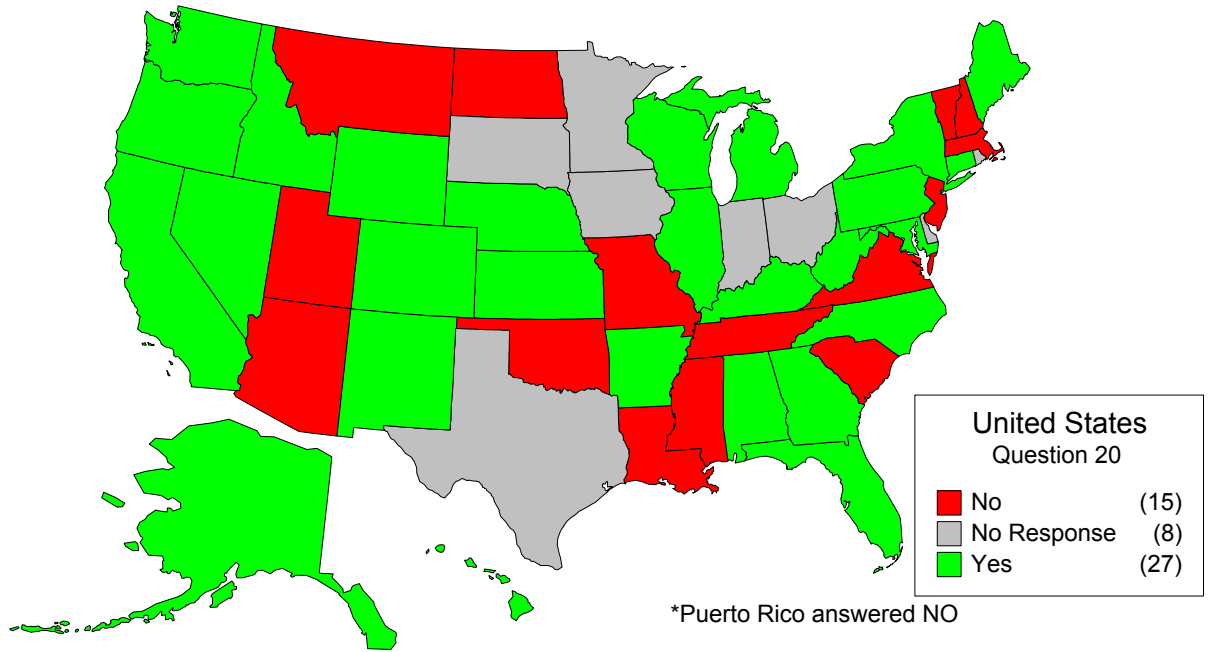 United States
Question 20
No (15)
No Response (8)
Yes (27)
*Puerto Rico answered NO